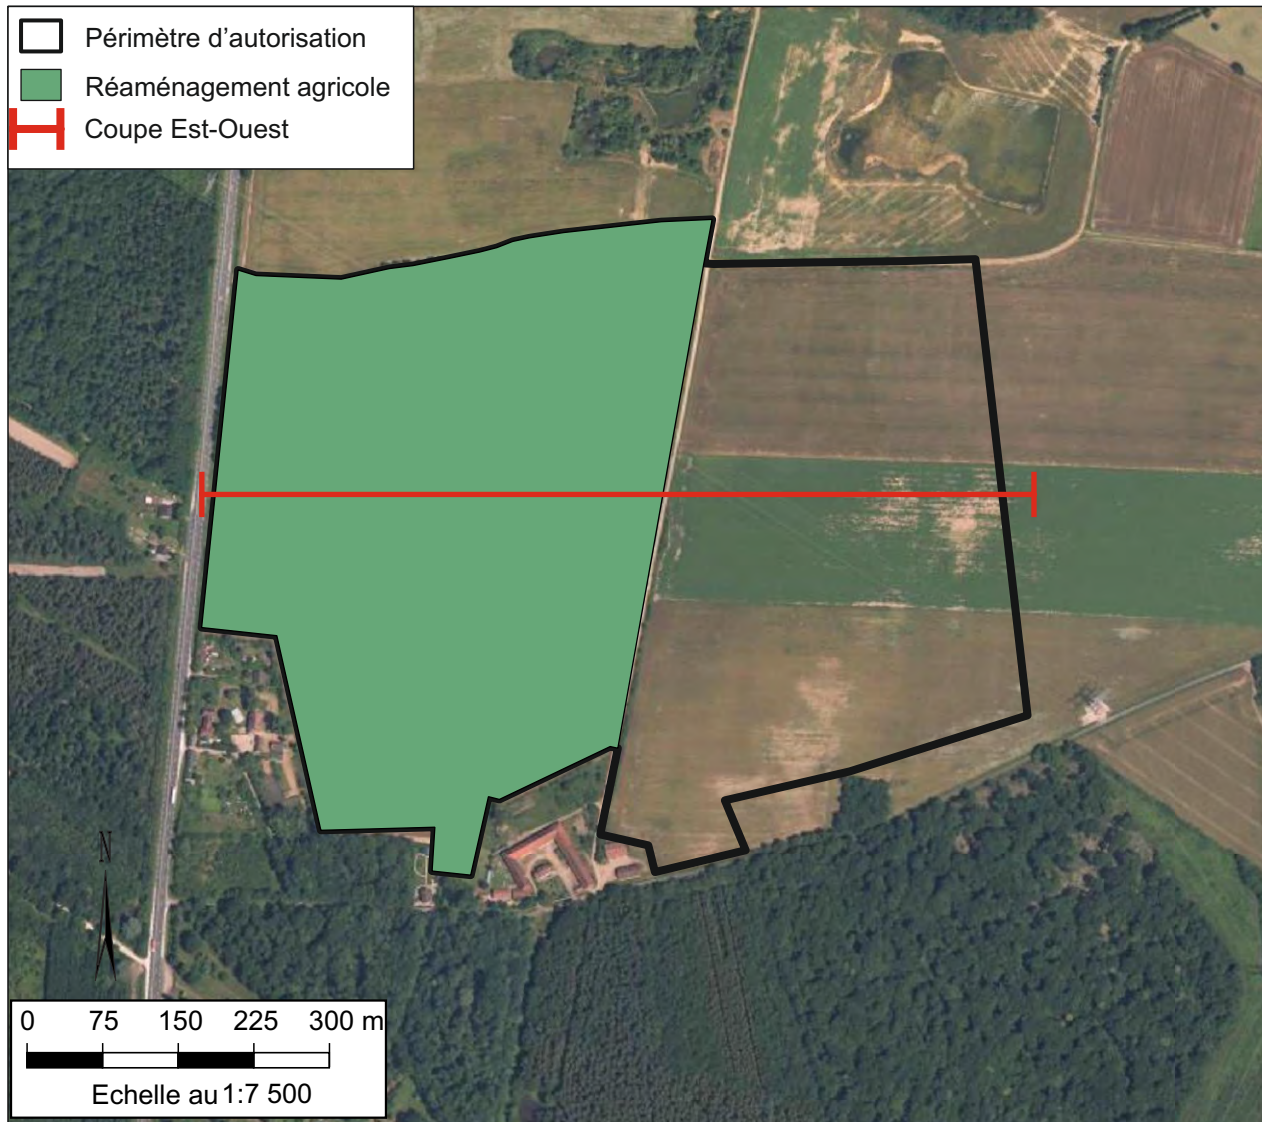 Périmètre d'autorisation
Réaménagement agricole
Coupe Est-Ouest
N
0 75 150 225 300 m
Echelle au 1:7 500